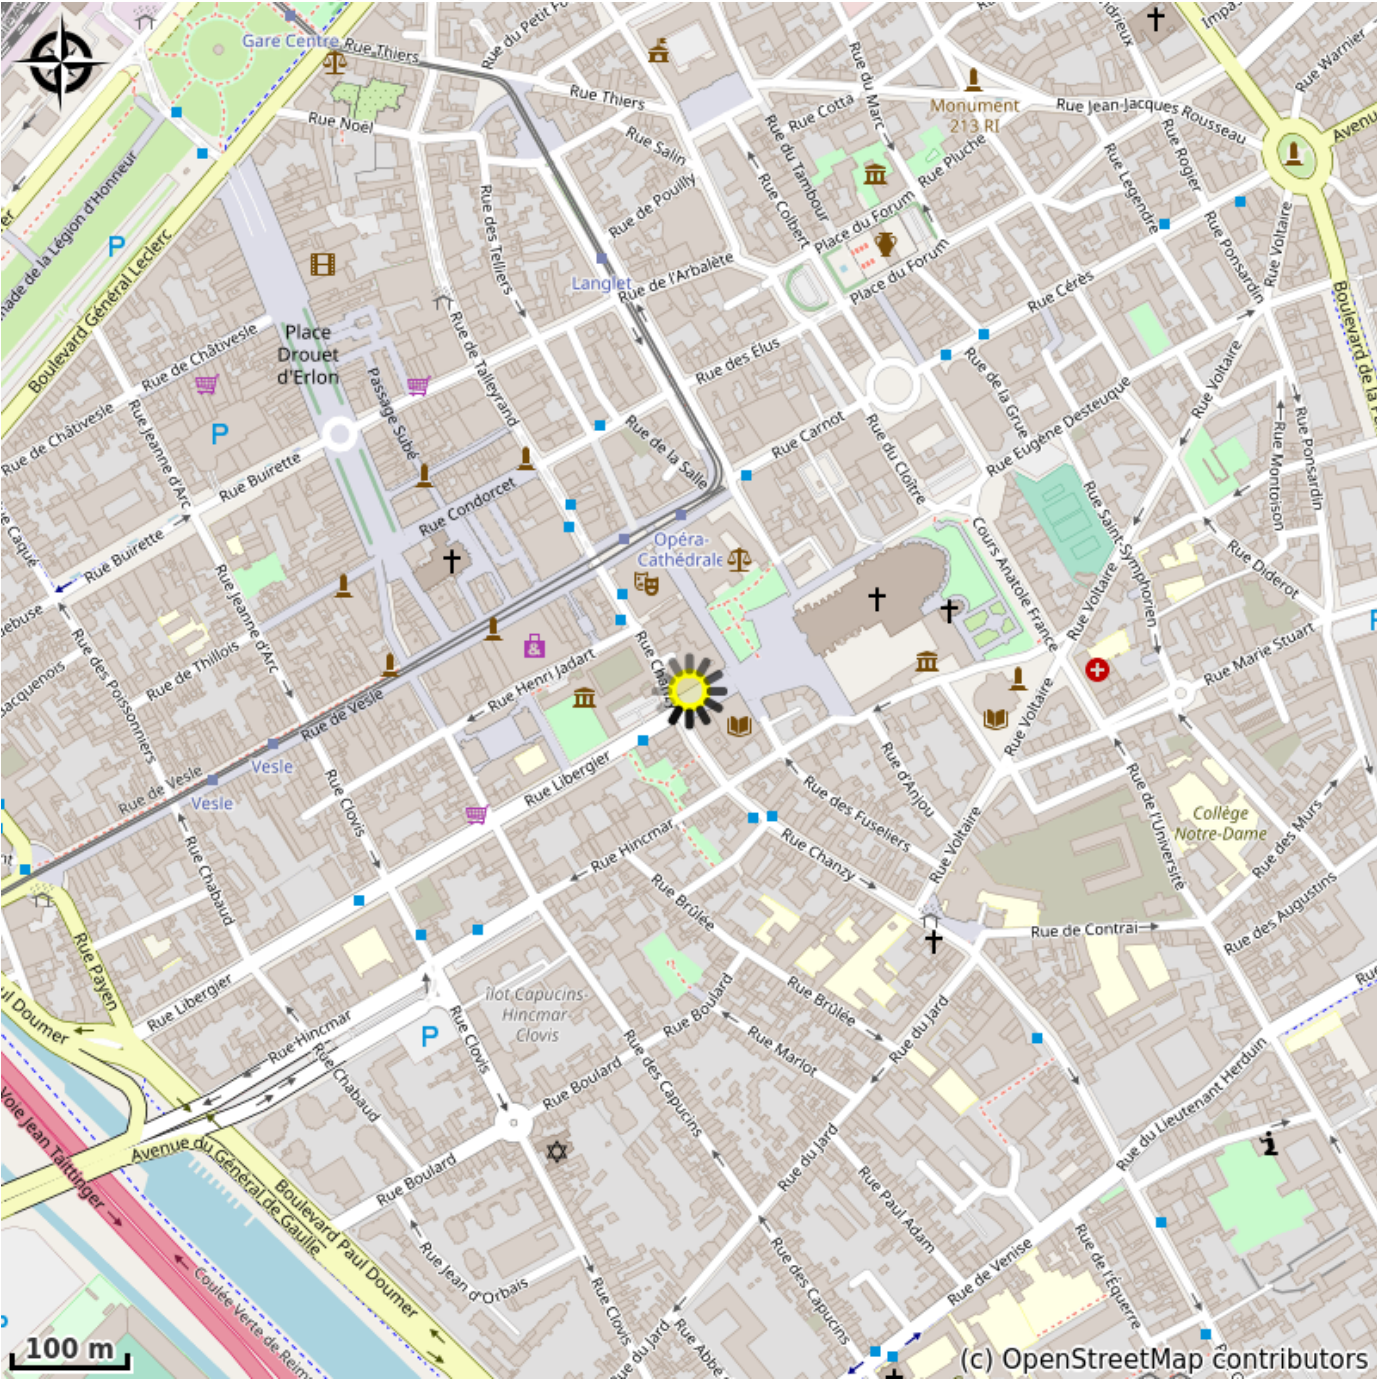 Gare Centre
Rue Thiers
Rue Thiers
Rue Noël
Rue Salin
Rue de Pouilly
Rue des Telliers
Langlet
Rue de l'Arbalète
Rue du Marc
Rue Cotta
Rue du Tambour
Rue Colbert
Monument
213 RI
Rue Pluche
Place du Forum
Place du Forum
Rue Jean-Jacques Rousseau
Rue Legendre
Rue Rogier
Rue Warnier
Rue Ponsardin
Rue Voltaire
Rue Cérès
Boulevard Général Leclerc
Place
Drouet
d'Erlon
Rue de Châtivesle
Rue de Châtivesle
Passage Subé
Rue de Talleyrand
Rue des Élus
Rue Carnot
Rue de la Grue
Rue Eugène Desteuque
Rue Voltaire
Rue Ponsardin
Rue Montoison
Rue Jeanne d'Arc
Rue Buirette
Rue Buirette
Rue Condorcet
Rue de la Salle
Rue du Cloître
Opéra-
Cathédrale
Cours Anatole France
Rue Saint-Symphorien
Rue Diderot
Rue Voltaire
Rue Marie Stuart
Rue Jeanne d'Arc
Rue des Poissonniers
Rue de Thillois
Rue de Vesle
Rue de Vesle
Vesle
Vesle
Rue Henri Jadart
Rue Libergier
Rue Clovis
Rue Chabaud
Rue d'Anjou
Rue Voltaire
Rue des Fuseliers
Rue Voltaire
Rue de l'Université
Collège
Notre-Dame
Rue des Murs
Rue des Augustins
Rue Hincmar
Rue Chanzy
Rue Brûlée
Rue de Contrai
Rue Payen
Rue Libergier
Rue Hincmar
îlot Capucins-
Hincmar
Clovis
Rue Clovis
Rue Boulard
Rue Boulard
Rue Brûlée
Rue Marlot
Rue du Jard
Rue des Capucins
Rue Chabaud
Rue Boulard
Rue du Jard
Rue Paul Adam
Rue du Lieutenant Herduin
Voie Jean Taittinger
Avenue du Général de Gaulle
Boulevard Paul Doumer
Rue Jean d'Orbais
Rue Clovis
Rue des Capucins
Rue de Venise
Rue de l'Équerre
Coulée Verte de Reims
Rue du Jard
100 m
(c) OpenStreetMap contributors